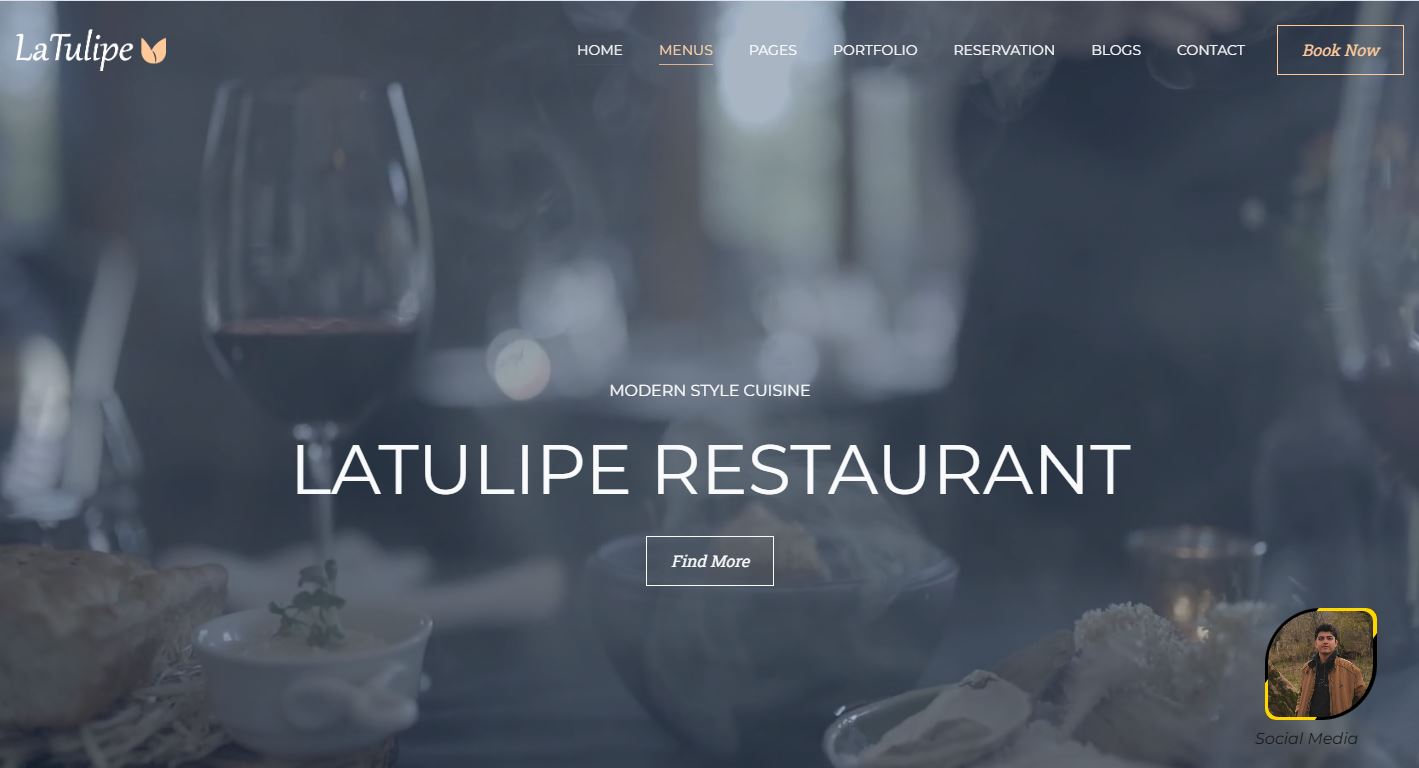 LaTulipe
HOME MENUS PAGES PORTFOLIO RESERVATION BLOGS CONTACT Book Now
MODERN STYLE CUISINE
LATULIPE RESTAURANT
Find More
Social Media